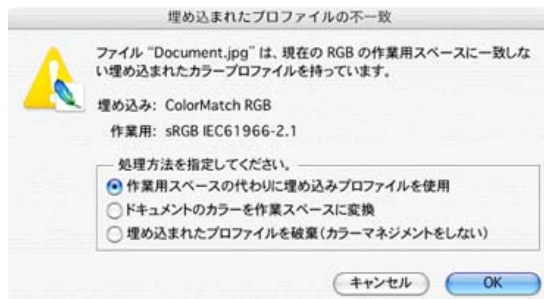 埋め込まれたプロファイルの不一致
ファイル “Document.jpg” は、現在の RGB の作業用スペースに一致しな
い埋め込まれたカラープロファイルを持っています。
埋め込み: ColorMatch RGB
作業用: sRGB IEC61966-2.1
処理方法を指定してください。
作業用スペースの代わりに埋め込みプロファイルを使用
ドキュメントのカラーを作業スペースに変換
埋め込まれたプロファイルを破棄(カラーマネジメントをしない)
キャンセル OK